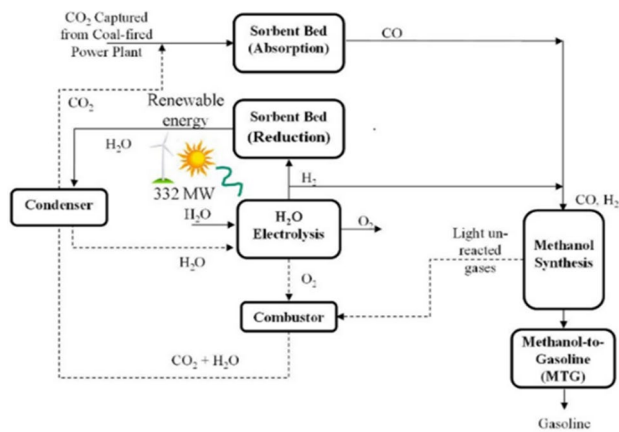 CO2 Captured
from Coal-fired
Power Plant
Sorbent Bed
(Absorption)
CO
CO2
Renewable
energy
Sorbent Bed
(Reduction)
H2O
332 MW
H2
CO, H2
Condenser
H2O
H2O
Electrolysis
O2
Light un-
reacted
gases
Methanol
Synthesis
H2O
O2
Combustor
Methanol-to-
Gasoline
(MTG)
CO2 + H2O
Gasoline